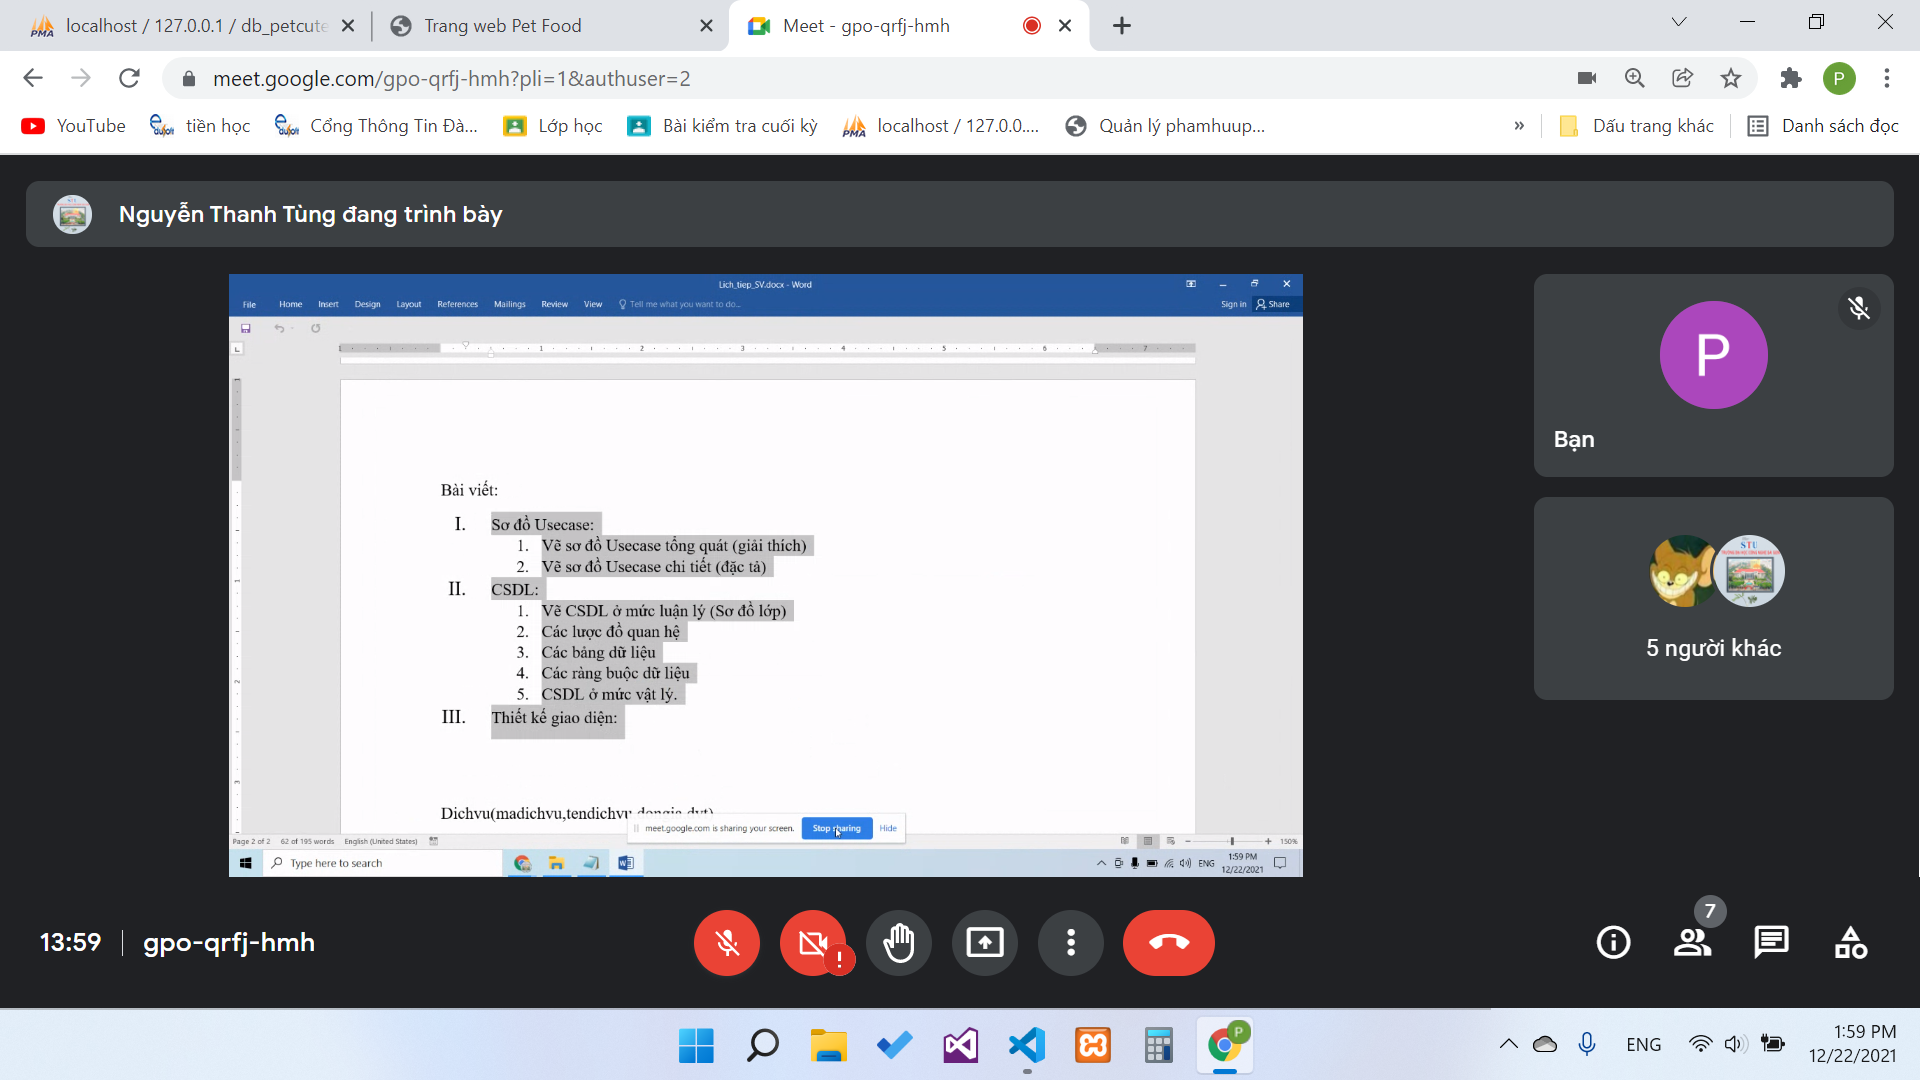 localhost / 127.0.0.1 / db_petcute
Trang web Pet Food
Meet - gpo-qrfj-hmh
meet.google.com/gpo-qrfj-hmh?pli=1&authuser=2
P
YouTube
tiền học
Cổng Thông Tin Đà...
Lớp học
Bài kiểm tra cuối kỳ
localhost / 127.0.0....
Quản lý phamhuup...
»
Dấu trang khác
Danh sách đọc
Nguyễn Thanh Tùng đang trình bày
Lich_tiep_SV.docx - Word
File Home Insert Design Layout References Mailings Review View Tell me what you want to do...
Sign in Share
Bài viết:
I. Sơ đồ Usecase:
1. Vẽ sơ đồ Usecase tổng quát (giải thích)
2. Vẽ sơ đồ Usecase chi tiết (đặc tả)
II. CSDL:
1. Vẽ CSDL ở mức luận lý (Sơ đồ lớp)
2. Các lược đồ quan hệ
3. Các bảng dữ liệu
4. Các ràng buộc dữ liệu
5. CSDL ở mức vật lý.
III. Thiết kế giao diện:
Dichvu(madichvu,tendichvu,dongia,dvt)
meet.google.com is sharing your screen. Stop sharing Hide
Page 2 of 2 62 of 195 words English (United States) 150%
Type here to search
ENG
1:59 PM
12/22/2021
P
Bạn
STU
5 người khác
13:59 gpo-qrfj-hmh
7
P
ENG
1:59 PM
12/22/2021